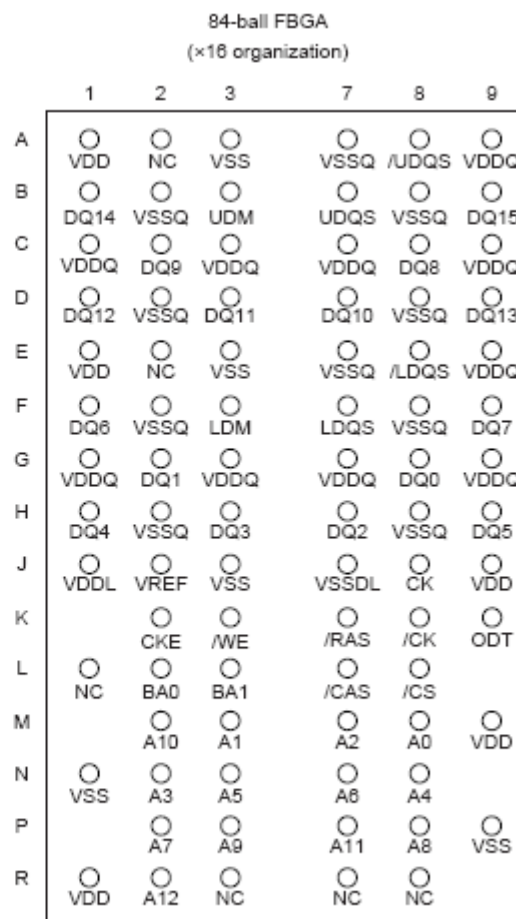 84-ball FBGA
(×16 organization)
1 2 3 7 8 9
A
VDD NC VSS VSSQ /UDQS VDDQ
B
DQ14 VSSQ UDM UDQS VSSQ DQ15
C
VDDQ DQ9 VDDQ VDDQ DQ8 VDDQ
D
DQ12 VSSQ DQ11 DQ10 VSSQ DQ13
E
VDD NC VSS VSSQ /LDQS VDDQ
F
DQ6 VSSQ LDM LDQS VSSQ DQ7
G
VDDQ DQ1 VDDQ VDDQ DQ0 VDDQ
H
DQ4 VSSQ DQ3 DQ2 VSSQ DQ5
J
VDDL VREF VSS VSSDL CK VDD
K
CKE /WE /RAS /CK ODT
L
NC BA0 BA1 /CAS /CS
M
A10 A1 A2 A0 VDD
N
VSS A3 A5 A6 A4
P
A7 A9 A11 A8 VSS
R
VDD A12 NC NC NC